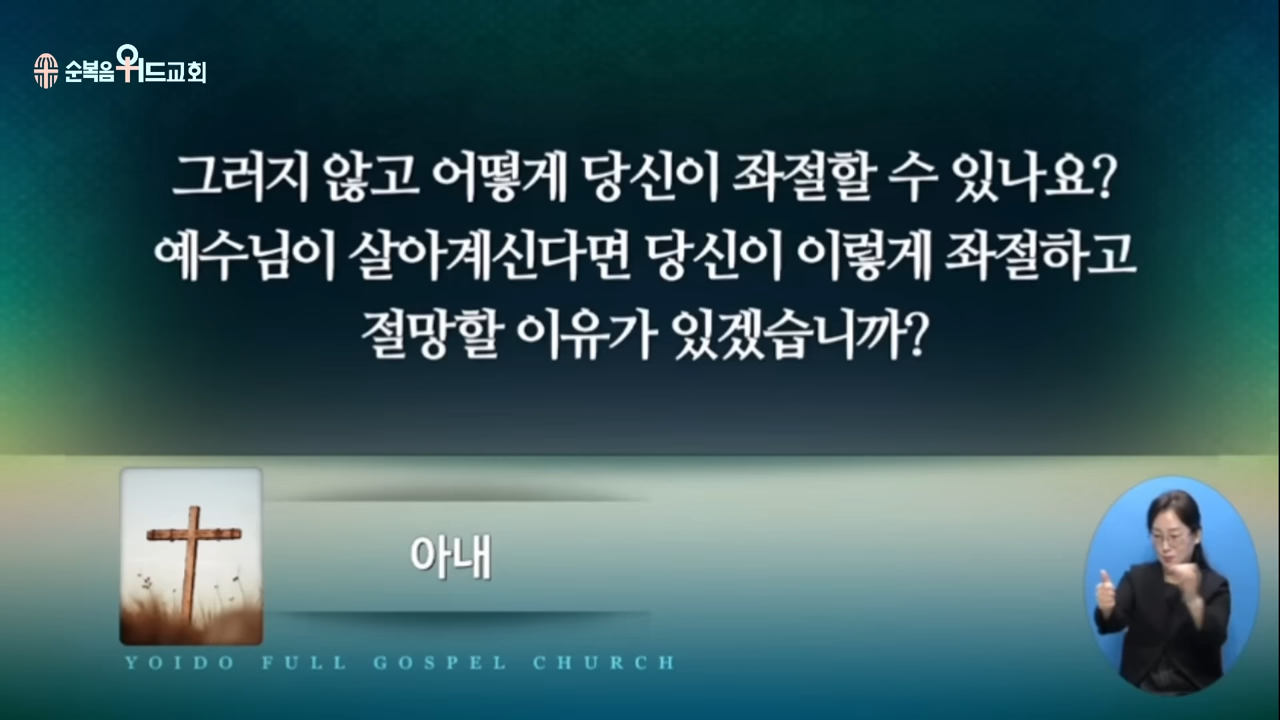 순복음위드교회
그러지 않고 어떻게 당신이 좌절할 수 있나요?
예수님이 살아계신다면 당신이 이렇게 좌절하고
절망할 이유가 있겠습니까?
아내
YOIDO FULL GOSPEL CHURCH